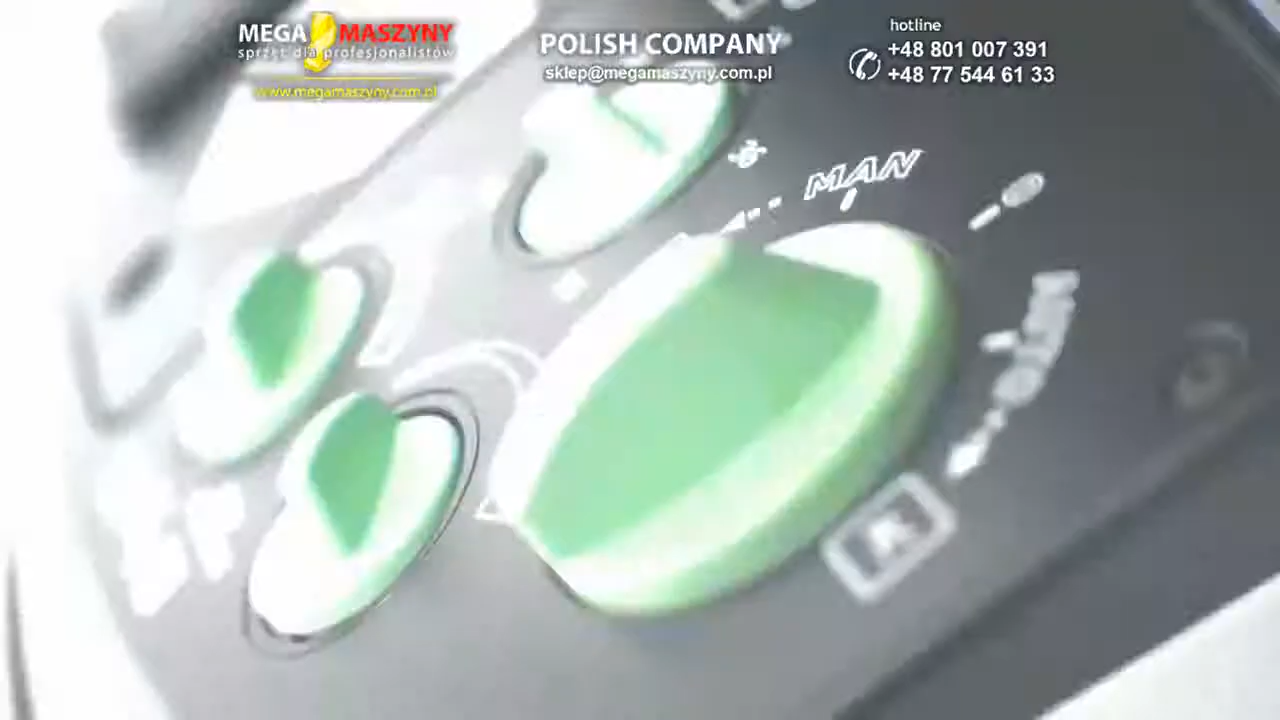 MEGA MASZYNY
sprzęt dla profesjonalistów
www.megamaszyny.com.pl
POLISH COMPANY
sklep@megamaszyny.com.pl
hotline
+48 801 007 391
+48 77 544 61 33
MAN